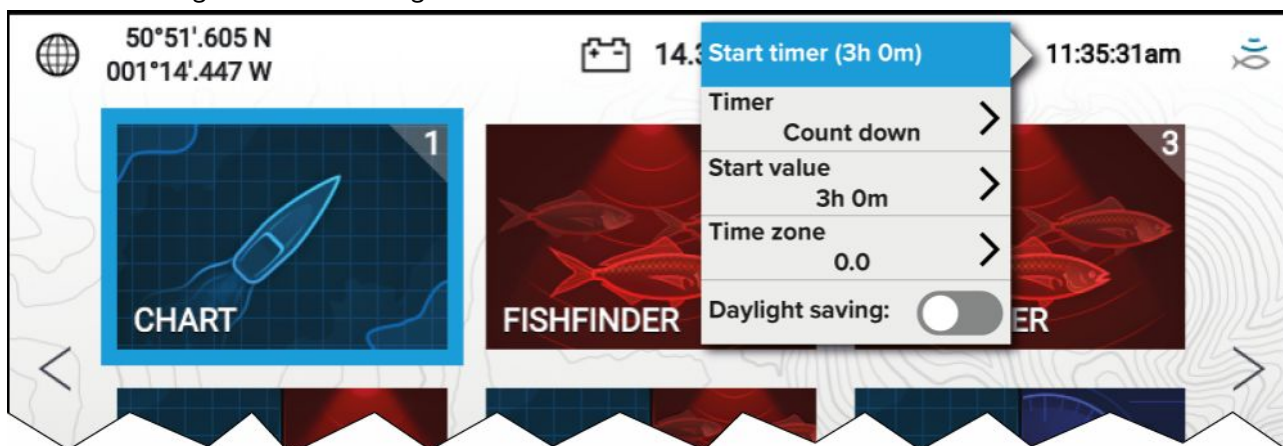 50°51'.605 N
001°14'.447 W
14.3
11:35:31am
Start timer (3h 0m)
Timer
Count down
Start value
3h 0m
Time zone
0.0
Daylight saving:
1
3
CHART
FISHFINDER
ER